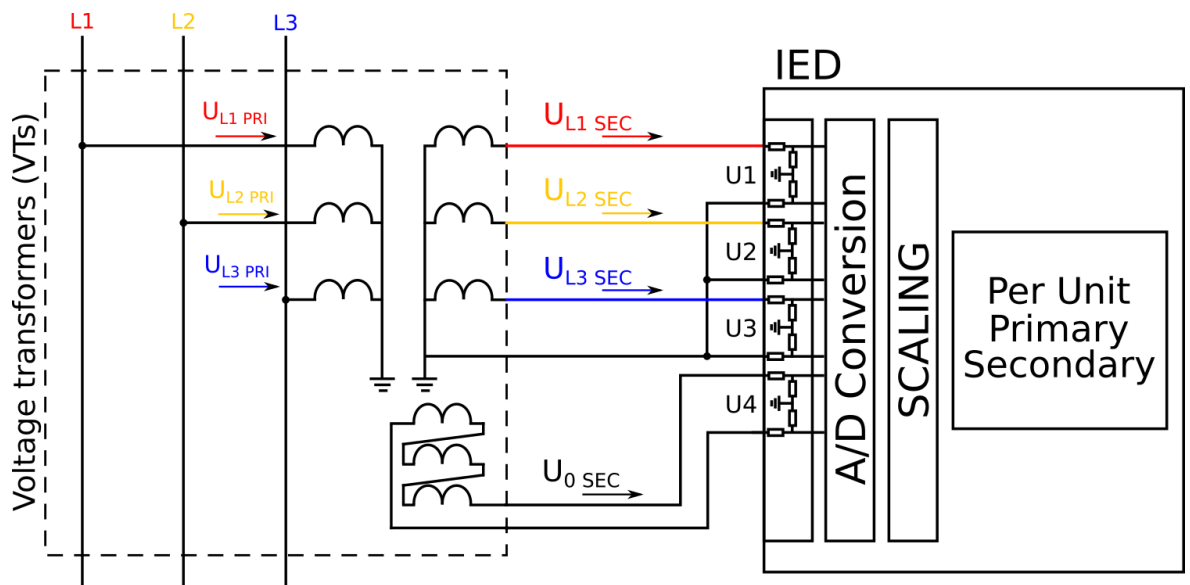 L1
L2
L3
IED
Voltage transformers (VTs)
UL1 PRI
UL1 SEC
U1
UL2 PRI
UL2 SEC
U2
UL3 PRI
UL3 SEC
U3
U4
U0 SEC
A/D Conversion
SCALING
Per Unit
Primary
Secondary